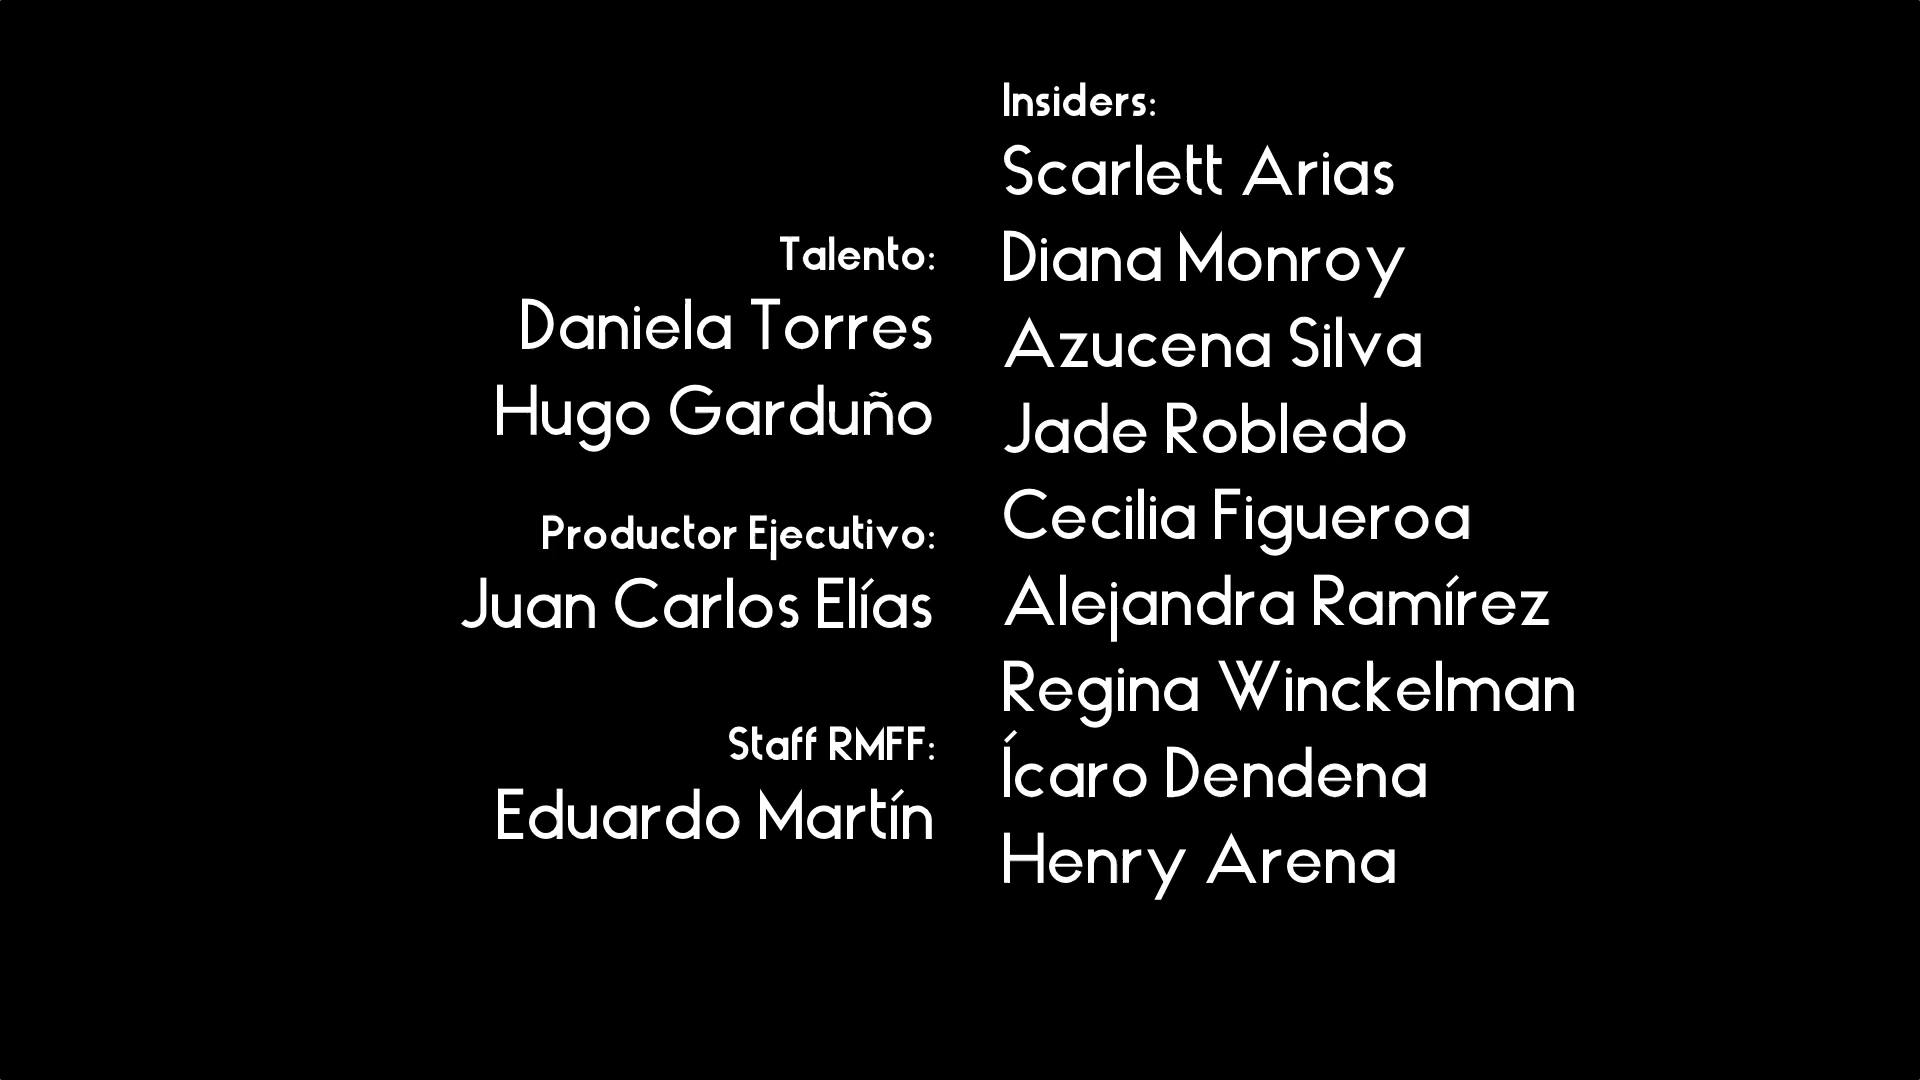 Talento:
Daniela Torres
Hugo Garduño
Productor Ejecutivo:
Juan Carlos Elías
Staff RMFF:
Eduardo Martín
Insiders:
Scarlett Arias
Diana Monroy
Azucena Silva
Jade Robledo
Cecilia Figueroa
Alejandra Ramírez
Regina Winckelman
Ícaro Dendena
Henry Arena